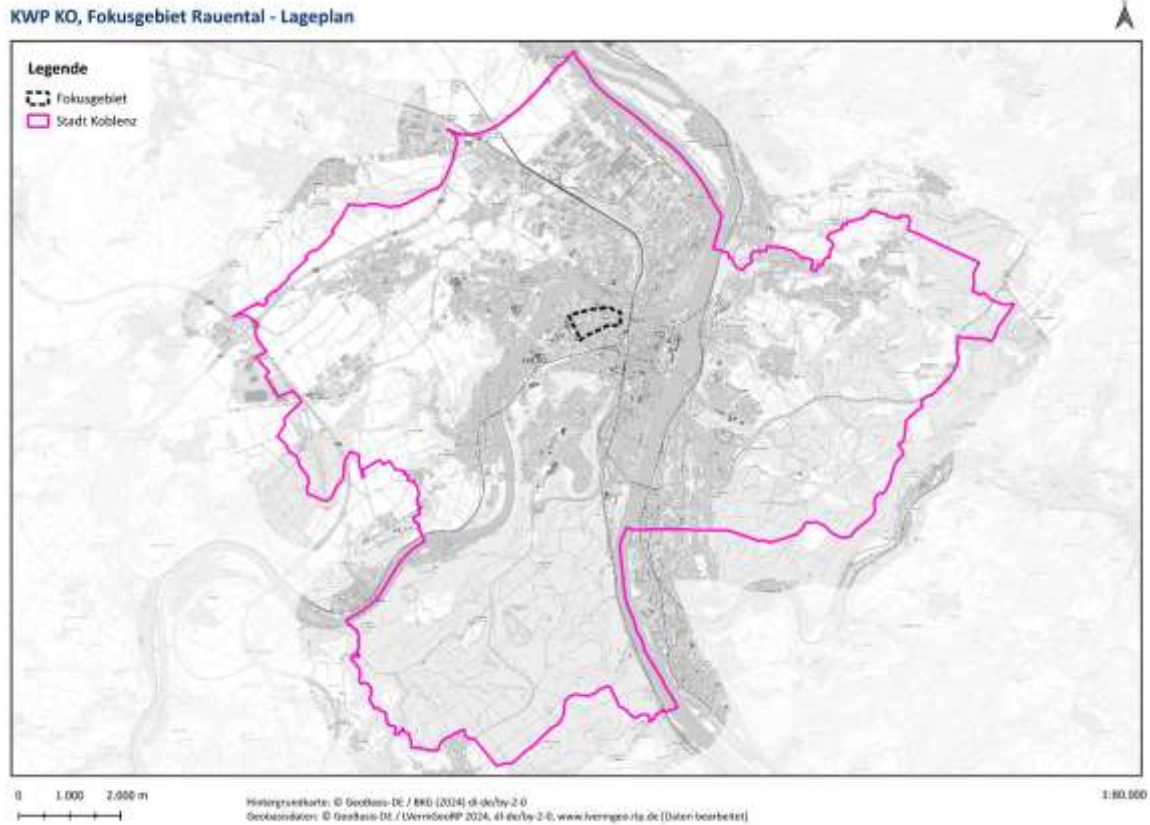 KWP KO, Fokusgebiet Rauental - Lageplan
Legende
Fokusgebiet
Stadt Koblenz
0 1.000 2.000 m
1:80.000
Hintergrundkarte: © GeoBasis-DE / BKG (2024) dl-de/by-2-0
Geobasisdaten: © GeoBasis-DE / LVermGeoRP 2024, dl-de/by-2-0, www.lvermgeo.rlp.de [Daten bearbeitet]